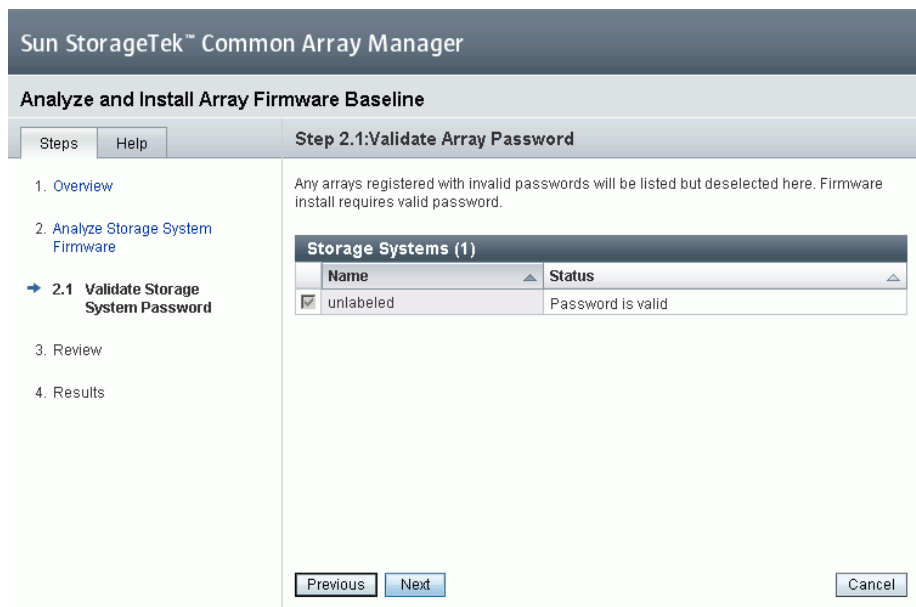 Sun StorageTek™ Common Array Manager
Analyze and Install Array Firmware Baseline
Steps
Help
1. Overview
2. Analyze Storage System
Firmware
2.1 Validate Storage
System Password
3. Review
4. Results
Step 2.1:Validate Array Password
Any arrays registered with invalid passwords will be listed but deselected here. Firmware
install requires valid password.
Storage Systems (1)
Name Status
unlabeled Password is valid
Previous Next Cancel